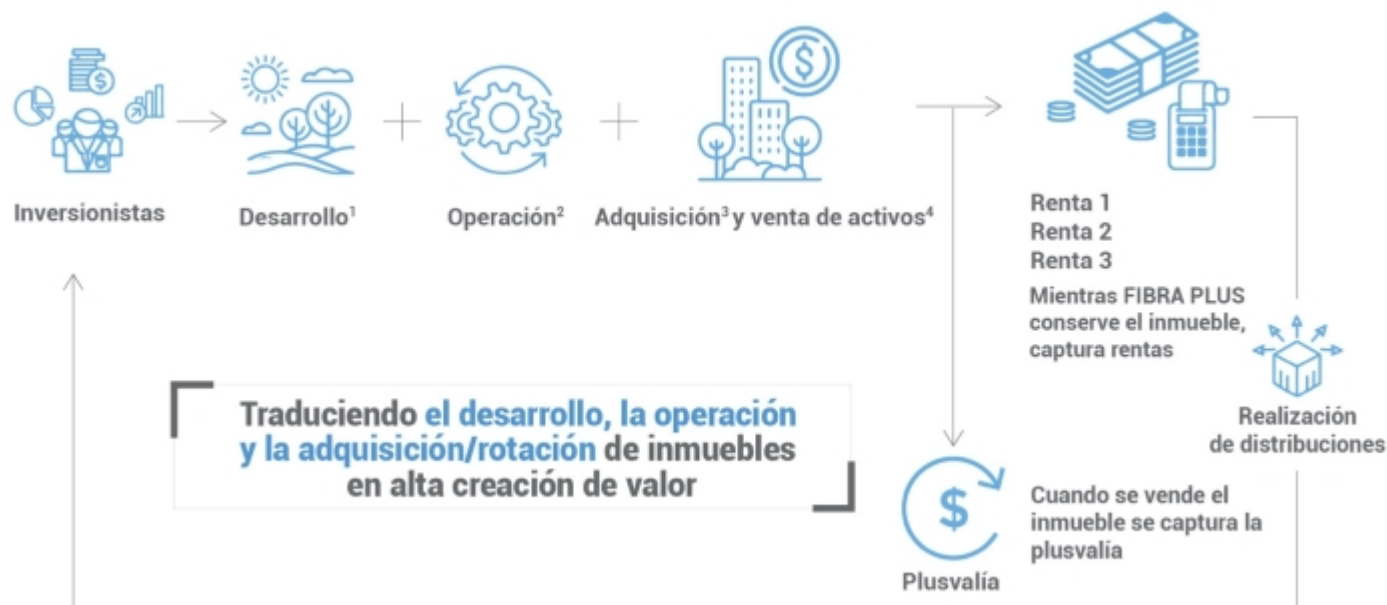 Inversionistas
Desarrollo¹
Operación²
Adquisición³ y venta de activos⁴
Renta 1
Renta 2
Renta 3
Mientras FIBRA PLUS
conserve el inmueble,
captura rentas
Realización
de distribuciones
Traduciendo el desarrollo, la operación
y la adquisición/rotación de inmuebles
en alta creación de valor
$
Cuando se vende el
inmueble se captura la
plusvalía
Plusvalía